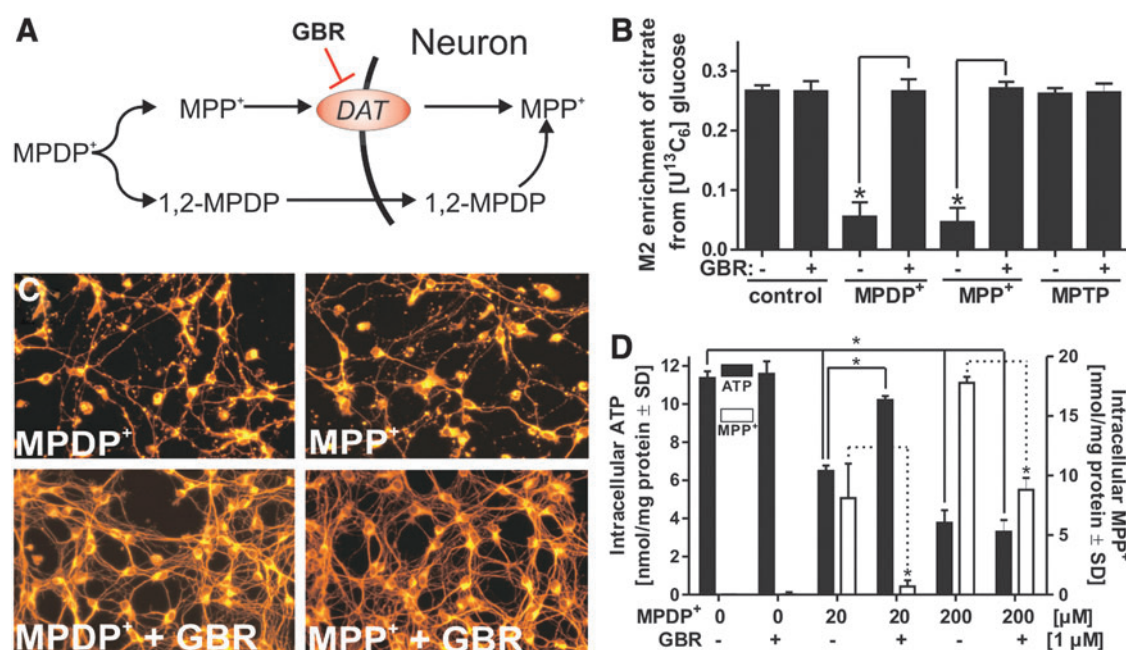 A
GBR
Neuron
MPP⁺ DAT MPP⁺
MPDP⁺
1,2-MPDP 1,2-MPDP
B
M2 enrichment of citrate
from [U¹³C₆] glucose
0.3
0.2
0.1
0.0
* *
GBR: - + - + - + - +
control MPDP⁺ MPP⁺ MPTP
C
MPDP⁺ MPP⁺
MPDP⁺ + GBR MPP⁺ + GBR
D
Intracellular ATP
[nmol/mg protein ± SD]
12
10
8
6
4
2
0
ATP
MPP⁺
*
*
*
*
20
15
10
5
0
Intracellular MPP⁺
[nmol/mg protein ± SD]
MPDP⁺ 0 0 20 20 200 200 [µM]
GBR - + - + - + [1 µM]